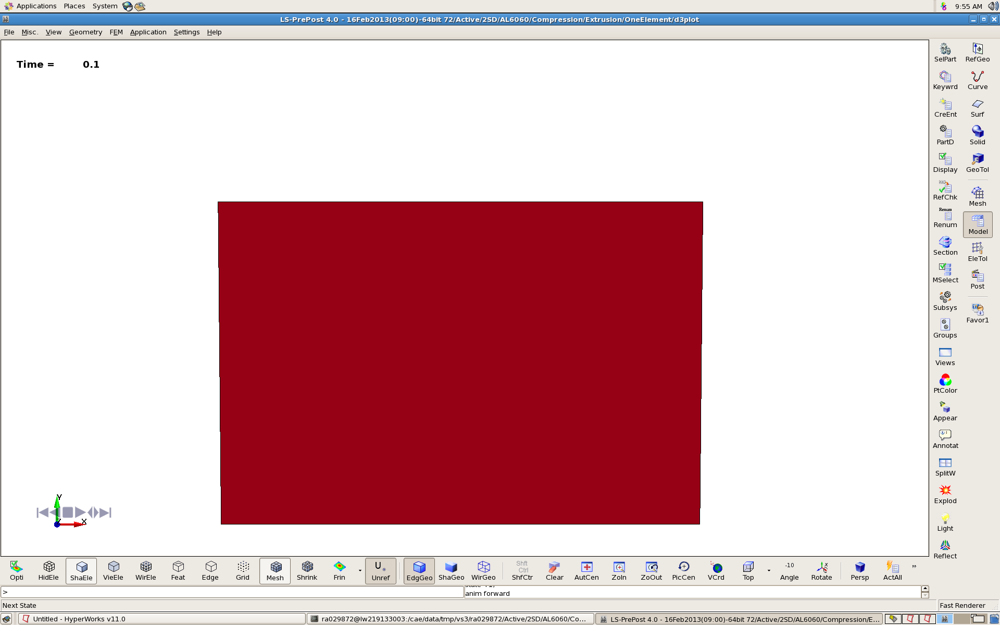 Applications Places System 9:55 AM
LS-PrePost 4.0 - 16Feb2013(09:00)-64bit 72/Active/2SD/AL6060/Compression/Extrusion/OneElement/d3plot
File Misc. View Geometry FEM Application Settings Help
Time = 0.1
SelPart RefGeo
Keywrd Curve
CreEnt Surf
PartD Solid
Display GeoTol
RefChk Mesh
Renum
Renum Model
Section EleTol
MSelect Post
Subsys Favor1
Groups
Views
PtColor
Appear
Annotat
SplitW
Explod
Light
Reflect
Y
Z X
Opti HidEle ShaEle VieEle WirEle Feat Edge Grid Mesh Shrink Frin Unref EdgGeo ShaGeo WirGeo ShfCtr Clear AutCen ZoIn ZoOut PicCen VCrd Top Angle Rotate Persp ActAll
U
Shft
Ctrl
-10
>
anim forward
Next State Fast Renderer
Untitled - HyperWorks v11.0 ra029872@lw219133003:/cae/data/tmp/vs3/ra029872/Active/2SD/AL6060/Co... LS-PrePost 4.0 - 16Feb2013(09:00)-64bit 72/Active/2SD/AL6060/Compression/E...